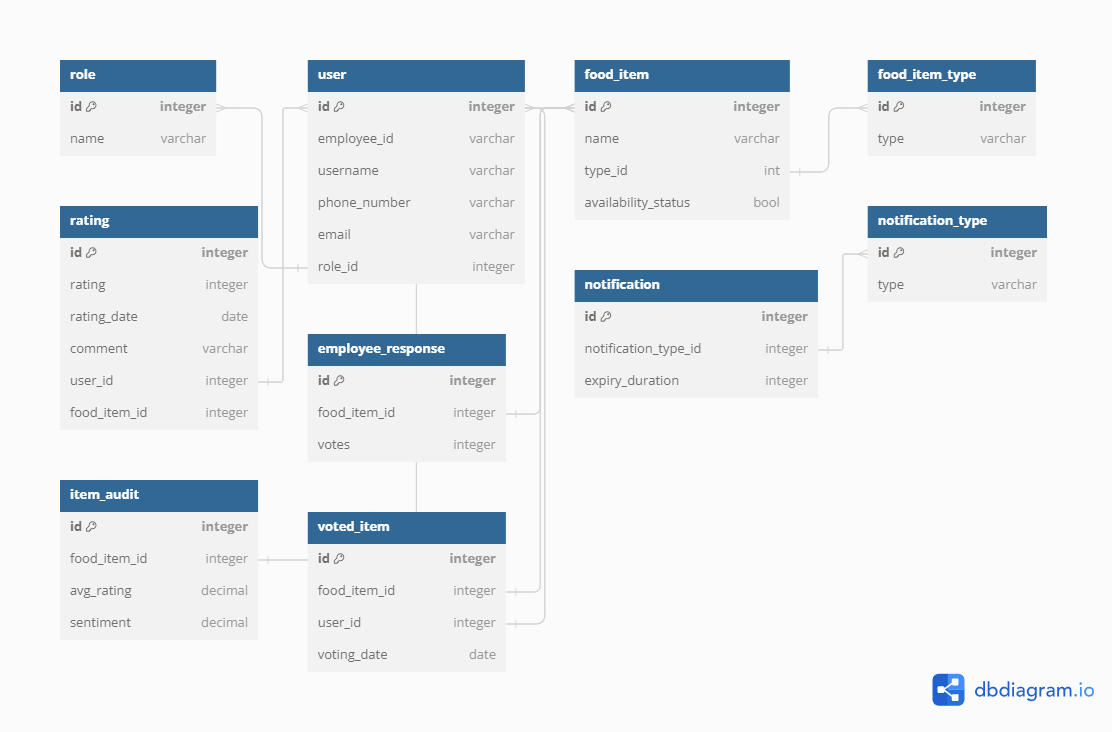 role
id integer
name varchar
user
id integer
employee_id varchar
username varchar
phone_number varchar
email varchar
role_id integer
food_item
id integer
name varchar
type_id int
availability_status bool
food_item_type
id integer
type varchar
rating
id integer
rating integer
rating_date date
comment varchar
user_id integer
food_item_id integer
notification_type
id integer
type varchar
notification
id integer
notification_type_id integer
expiry_duration integer
employee_response
id integer
food_item_id integer
votes integer
item_audit
id integer
food_item_id integer
avg_rating decimal
sentiment decimal
voted_item
id integer
food_item_id integer
user_id integer
voting_date date
dbdiagram.io